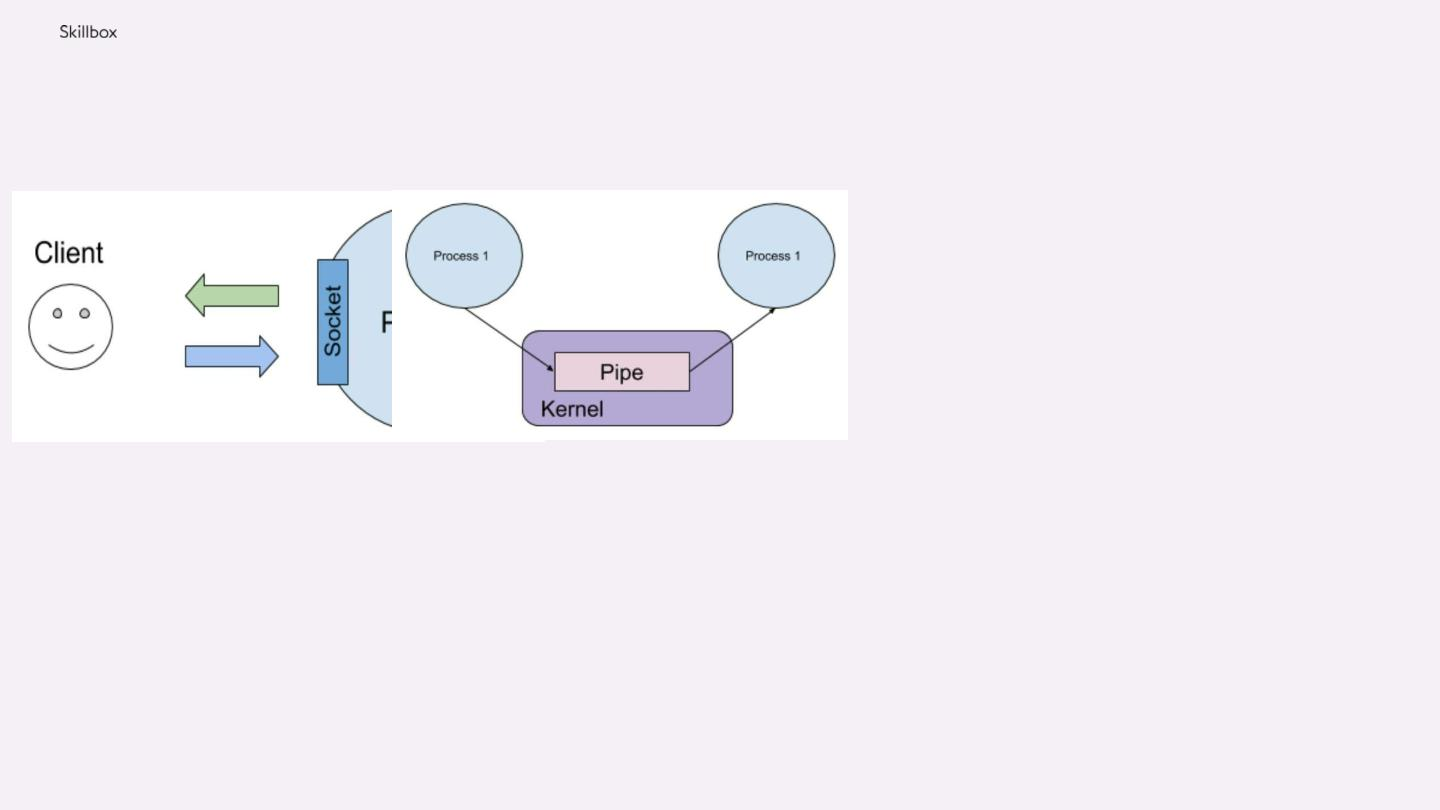 Skillbox
Client
Socket
Process 1
Process 1
Pipe
Kernel